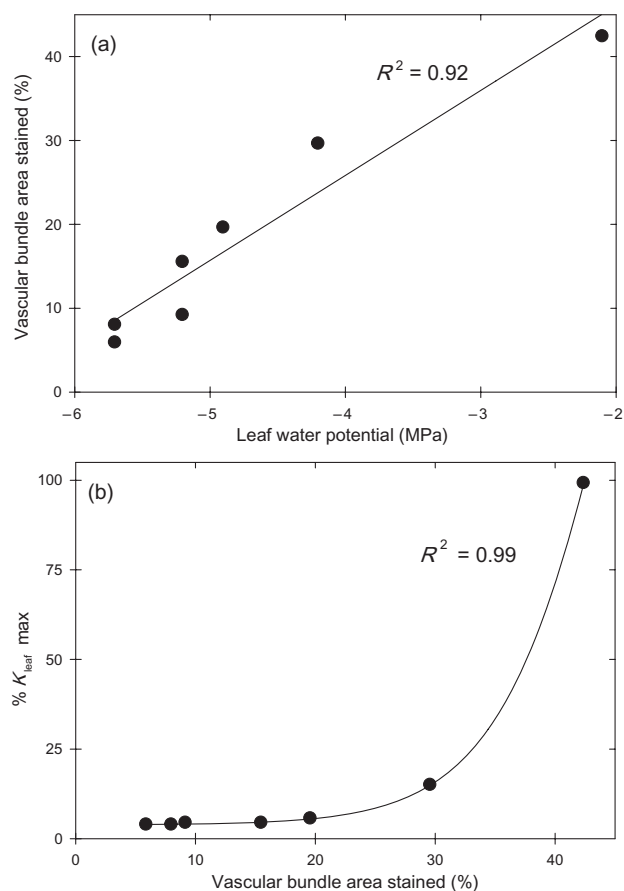 (a)
R² = 0.92
Vascular bundle area stained (%)
40
30
20
10
0
−6
−5
−4
−3
−2
Leaf water potential (MPa)
(b)
R² = 0.99
% Kleaf max
100
75
50
25
0
0
10
20
30
40
Vascular bundle area stained (%)